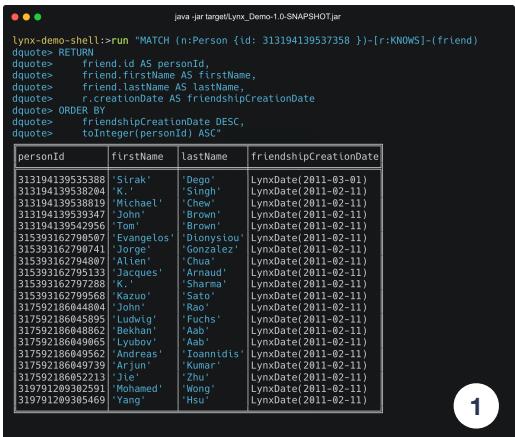 java -jar target/Lynx_Demo-1.0-SNAPSHOT.jar
lynx-demo-shell:>run "MATCH (n:Person {id: 313194139537358 })-[r:KNOWS]-(friend)
dquote> RETURN
dquote>     friend.id AS personId,
dquote>     friend.firstName AS firstName,
dquote>     friend.lastName AS lastName,
dquote>     r.creationDate AS friendshipCreationDate
dquote> ORDER BY
dquote>     friendshipCreationDate DESC,
dquote>     toInteger(personId) ASC"
personId firstName lastName friendshipCreationDate
313194139535388 'Sirak' 'Dego' LynxDate(2011-03-01)
313194139538204 'K.' 'Singh' LynxDate(2011-02-11)
313194139538819 'Michael' 'Chew' LynxDate(2011-02-11)
313194139539347 'John' 'Brown' LynxDate(2011-02-11)
313194139542956 'Tom' 'Brown' LynxDate(2011-02-11)
315393162790507 'Evangelos' 'Dionysiou' LynxDate(2011-02-11)
315393162790741 'Jorge' 'Gonzalez' LynxDate(2011-02-11)
315393162794807 'Alien' 'Chua' LynxDate(2011-02-11)
315393162795133 'Jacques' 'Arnaud' LynxDate(2011-02-11)
315393162797288 'K.' 'Sharma' LynxDate(2011-02-11)
315393162799568 'Kazuo' 'Sato' LynxDate(2011-02-11)
317592186044804 'John' 'Rao' LynxDate(2011-02-11)
317592186045895 'Ludwig' 'Fuchs' LynxDate(2011-02-11)
317592186048862 'Bekhan' 'Aab' LynxDate(2011-02-11)
317592186049065 'Lyubov' 'Aab' LynxDate(2011-02-11)
317592186049562 'Andreas' 'Ioannidis' LynxDate(2011-02-11)
317592186049739 'Arjun' 'Kumar' LynxDate(2011-02-11)
317592186052213 'Jie' 'Zhu' LynxDate(2011-02-11)
319791209302591 'Mohamed' 'Wong' LynxDate(2011-02-11)
319791209305469 'Yang' 'Hsu' LynxDate(2011-02-11)
1